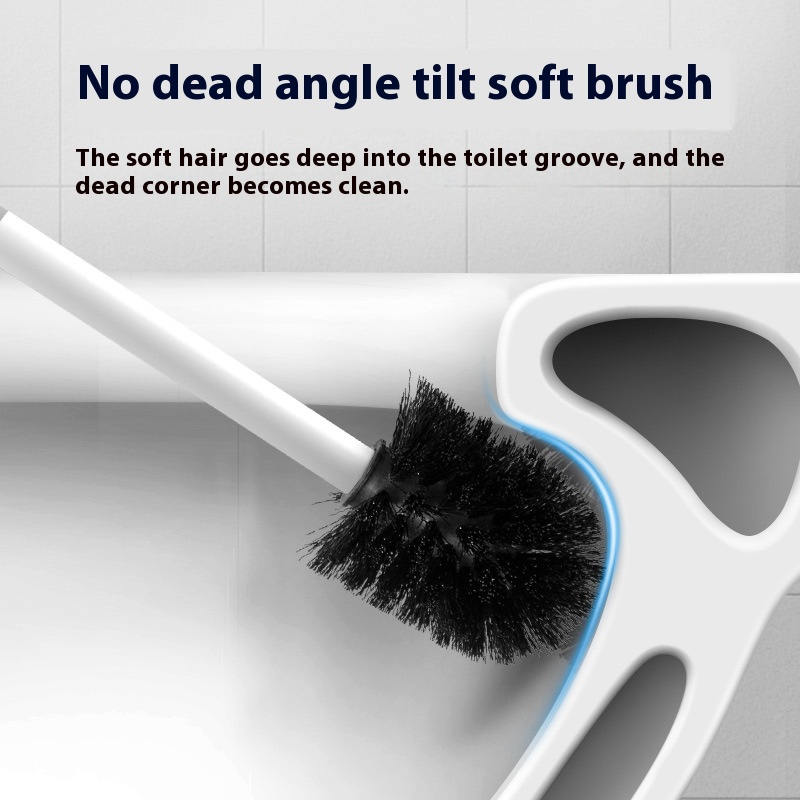 No dead angle tilt soft brush
The soft hair goes deep into the toilet groove, and the
dead corner becomes clean.